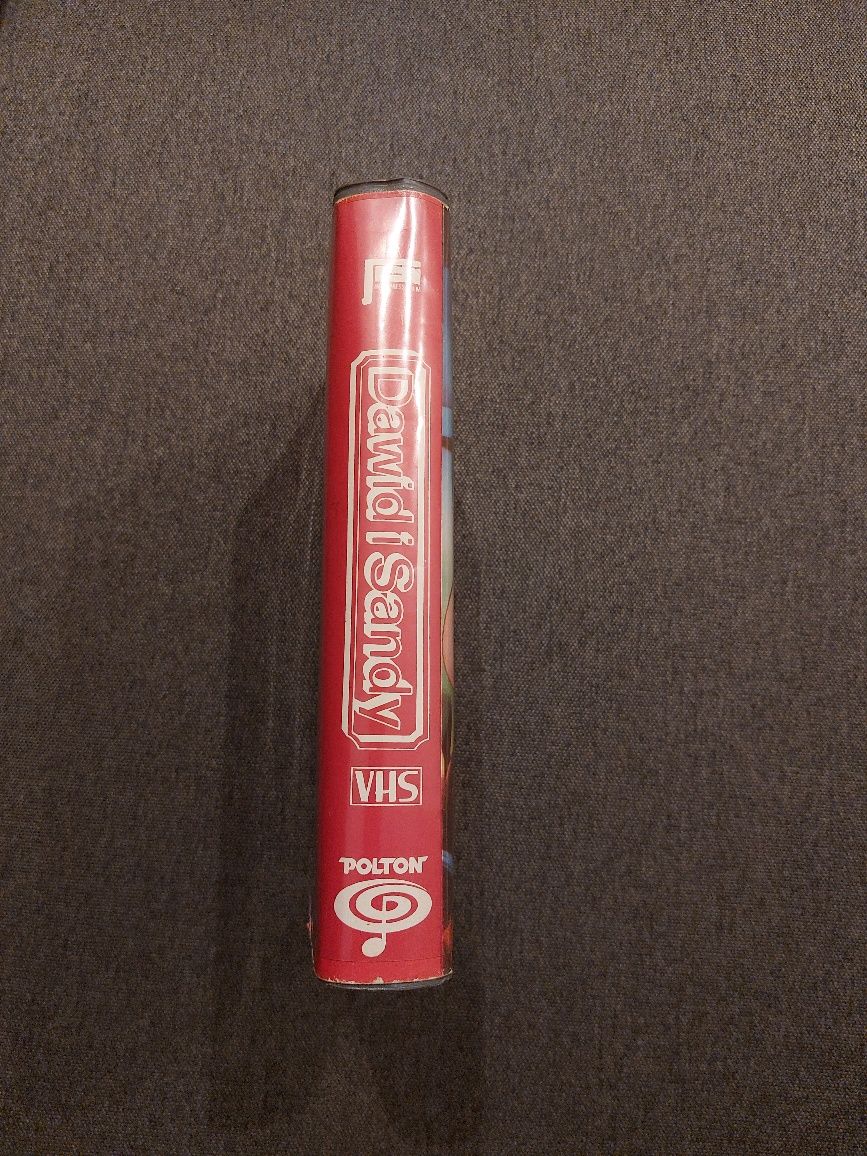 Dawid i Sandy
VHS
POLTON